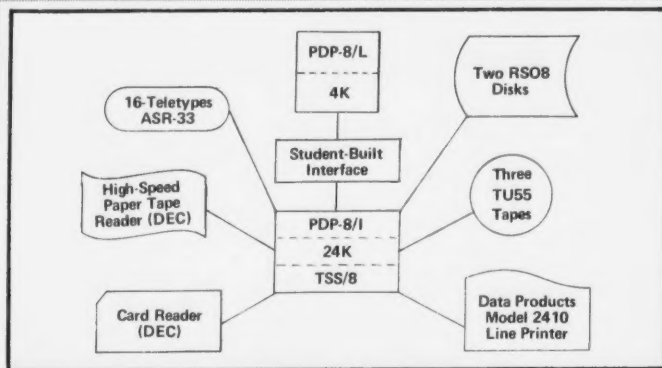 PDP-8/L
4K
Two RSO8
Disks
16-Teletypes
ASR-33
Student-Built
Interface
High-Speed
Paper Tape
Reader (DEC)
PDP-8/I
24K
TSS/8
Three
TU55
Tapes
Card Reader
(DEC)
Data Products
Model 2410
Line Printer